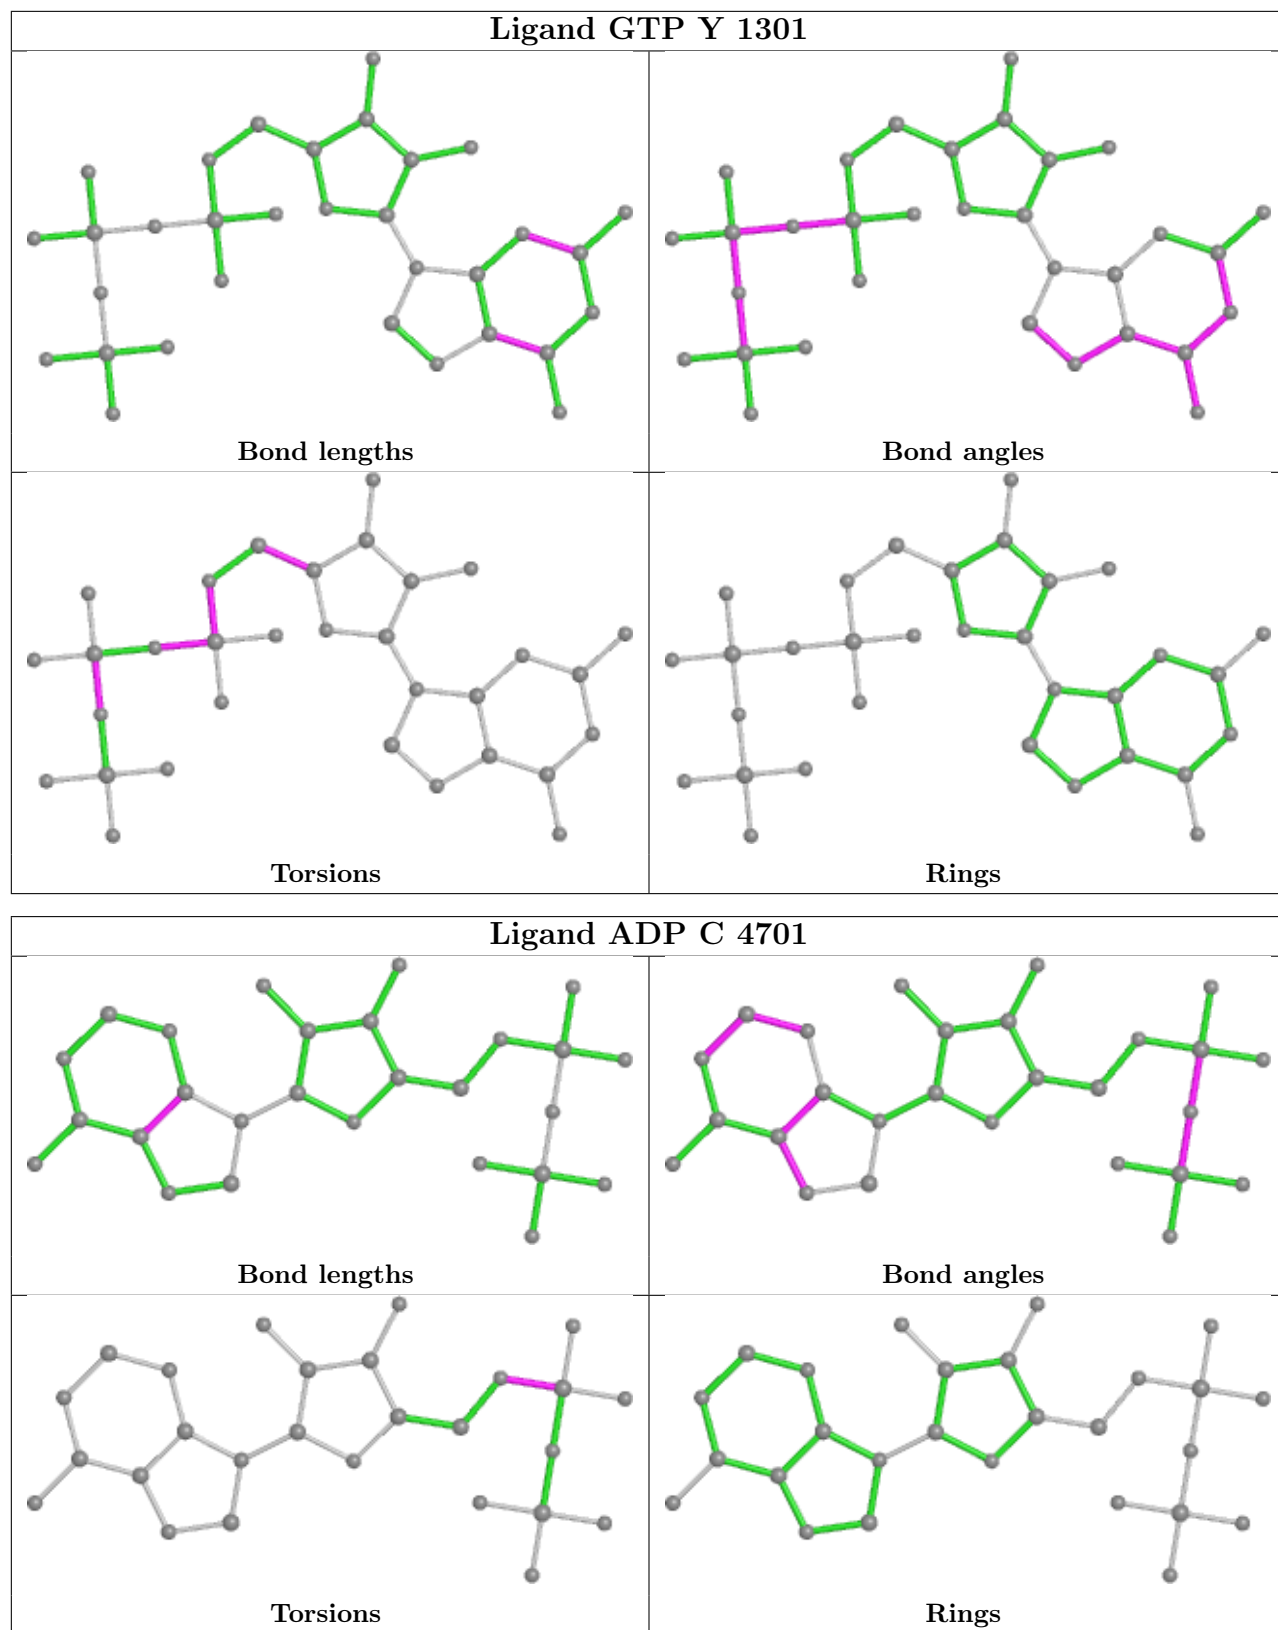 Ligand GTP Y 1301
Bond lengths
Bond angles
Torsions
Rings
Ligand ADP C 4701
Bond lengths
Bond angles
Torsions
Rings